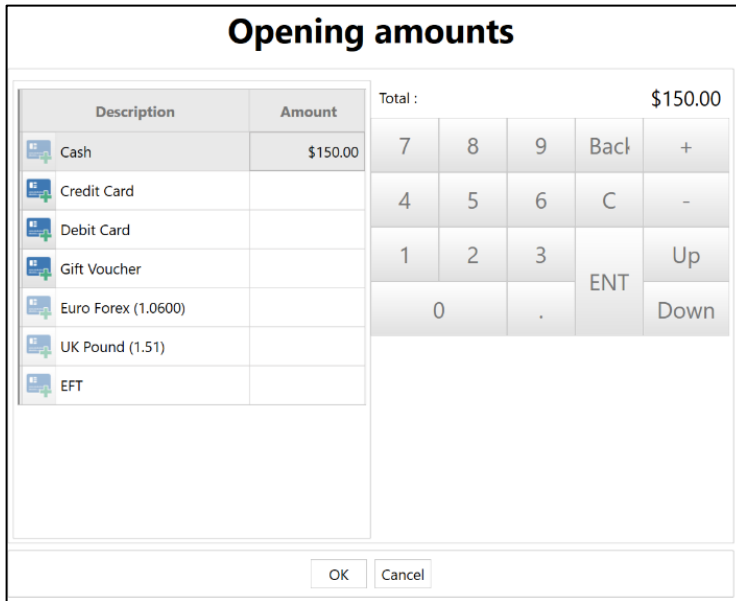 Opening amounts
Description Amount
Cash $150.00
Credit Card
Debit Card
Gift Voucher
Euro Forex (1.0600)
UK Pound (1.51)
EFT
Total : $150.00
7 8 9 Back +
4 5 6 C -
1 2 3 ENT Up
0 . Down
OK Cancel